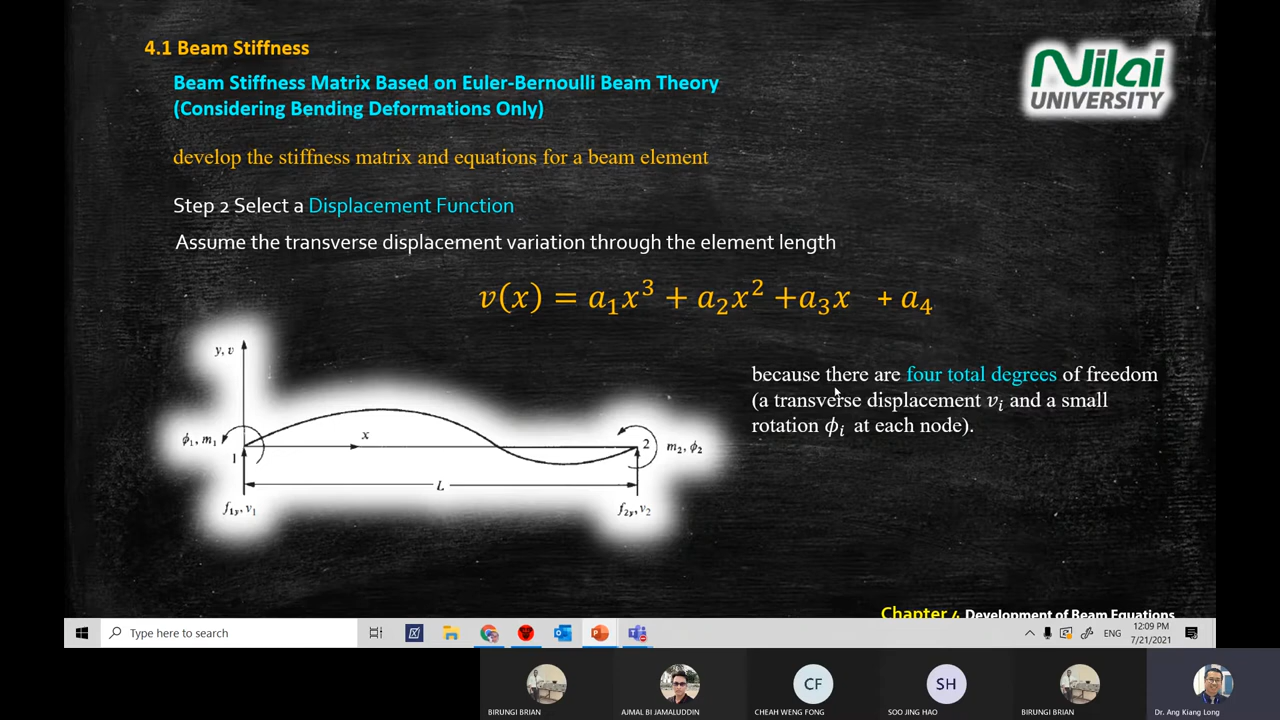 4.1 Beam Stiffness
Nilai
UNIVERSITY
Beam Stiffness Matrix Based on Euler-Bernoulli Beam Theory
(Considering Bending Deformations Only)
develop the stiffness matrix and equations for a beam element
Step 2 Select a Displacement Function
Assume the transverse displacement variation through the element length
v(x) = a₁x³ + a₂x² +a₃x + a₄
y, v
ϕ₁, m₁
1
x
2
m₂, ϕ₂
L
f₁y, v₁
f₂y, v₂
because there are four total degrees of freedom
(a transverse displacement vᵢ and a small
rotation ϕᵢ at each node).
Chapter 4 Development of Beam Equations
Type here to search
ENG
12:09 PM
7/21/2021
CF
SH
BIRUNGI BRIAN
AJMAL BI JAMALUDDIN
CHEAH WENG FONG
SOO JING HAO
BIRUNGI BRIAN
Dr. Ang Kiang Long